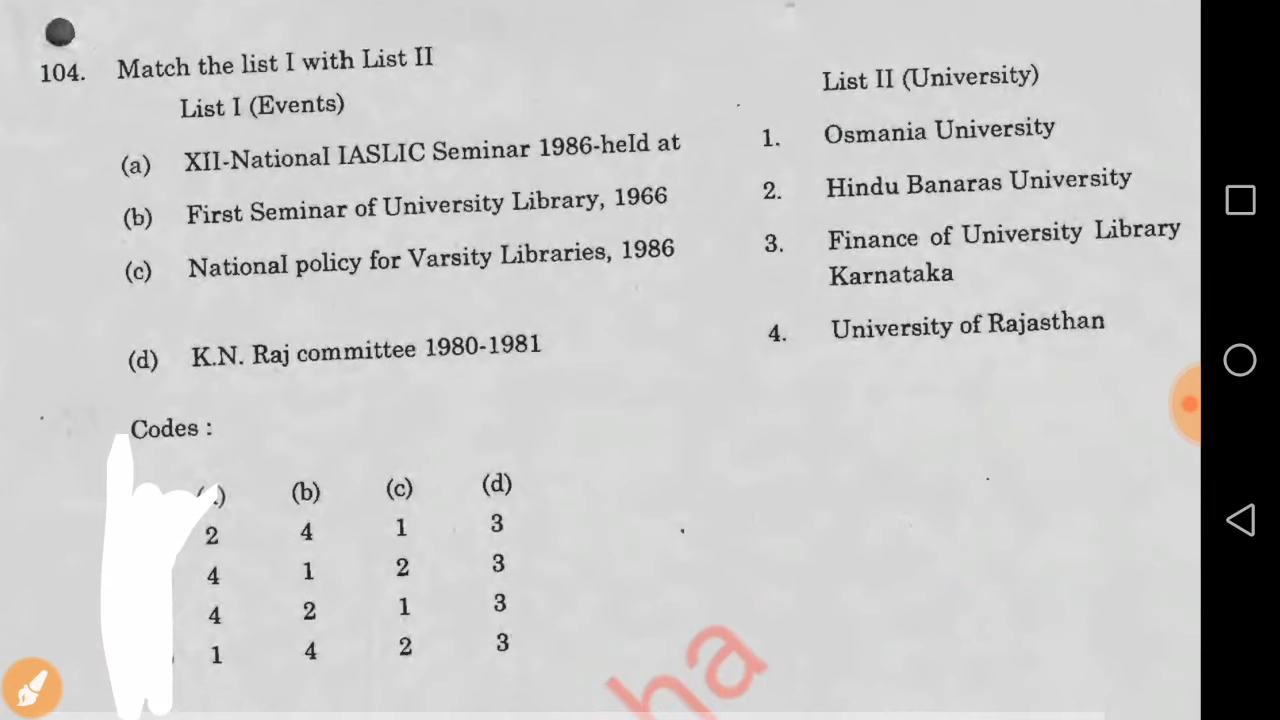 104. Match the list I with List II
List I (Events)
List II (University)
(a) XII-National IASLIC Seminar 1986-held at
1. Osmania University
(b) First Seminar of University Library, 1966
2. Hindu Banaras University
(c) National policy for Varsity Libraries, 1986
3. Finance of University Library
Karnataka
(d) K.N. Raj committee 1980-1981
4. University of Rajasthan
Codes :
(b) (c) (d)
2 4 1 3
4 1 2 3
4 2 1 3
1 4 2 3
ha